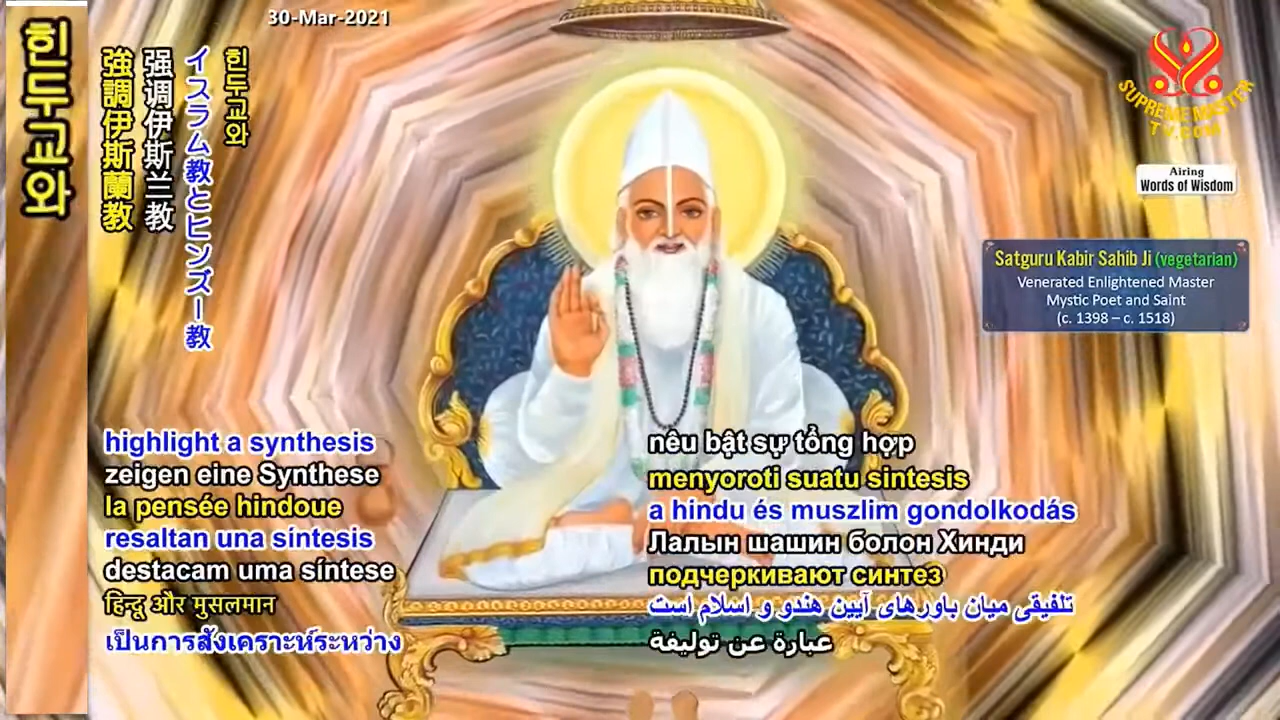 힌두교와
30-Mar-2021
強調伊斯蘭教
强调伊斯兰教
イスラム教とヒンズー教
힌두교와
SUPREME MASTER
TV.COM
Airing
Words of Wisdom
Satguru Kabir Sahib Ji (vegetarian)
Venerated Enlightened Master
Mystic Poet and Saint
(c. 1398 – c. 1518)
highlight a synthesis
zeigen eine Synthese
la pensée hindoue
resaltan una síntesis
destacam uma síntese
हिन्दू और मुसलमान
เป็นการสังเคราะห์ระหว่าง
nêu bật sự tổng hợp
menyoroti suatu sintesis
a hindu és muszlim gondolkodás
Лалын шашин болон Хинди
подчеркивают синтез
تلفیقی میان باورهای آیین هندو و اسلام است
عبارة عن توليفة